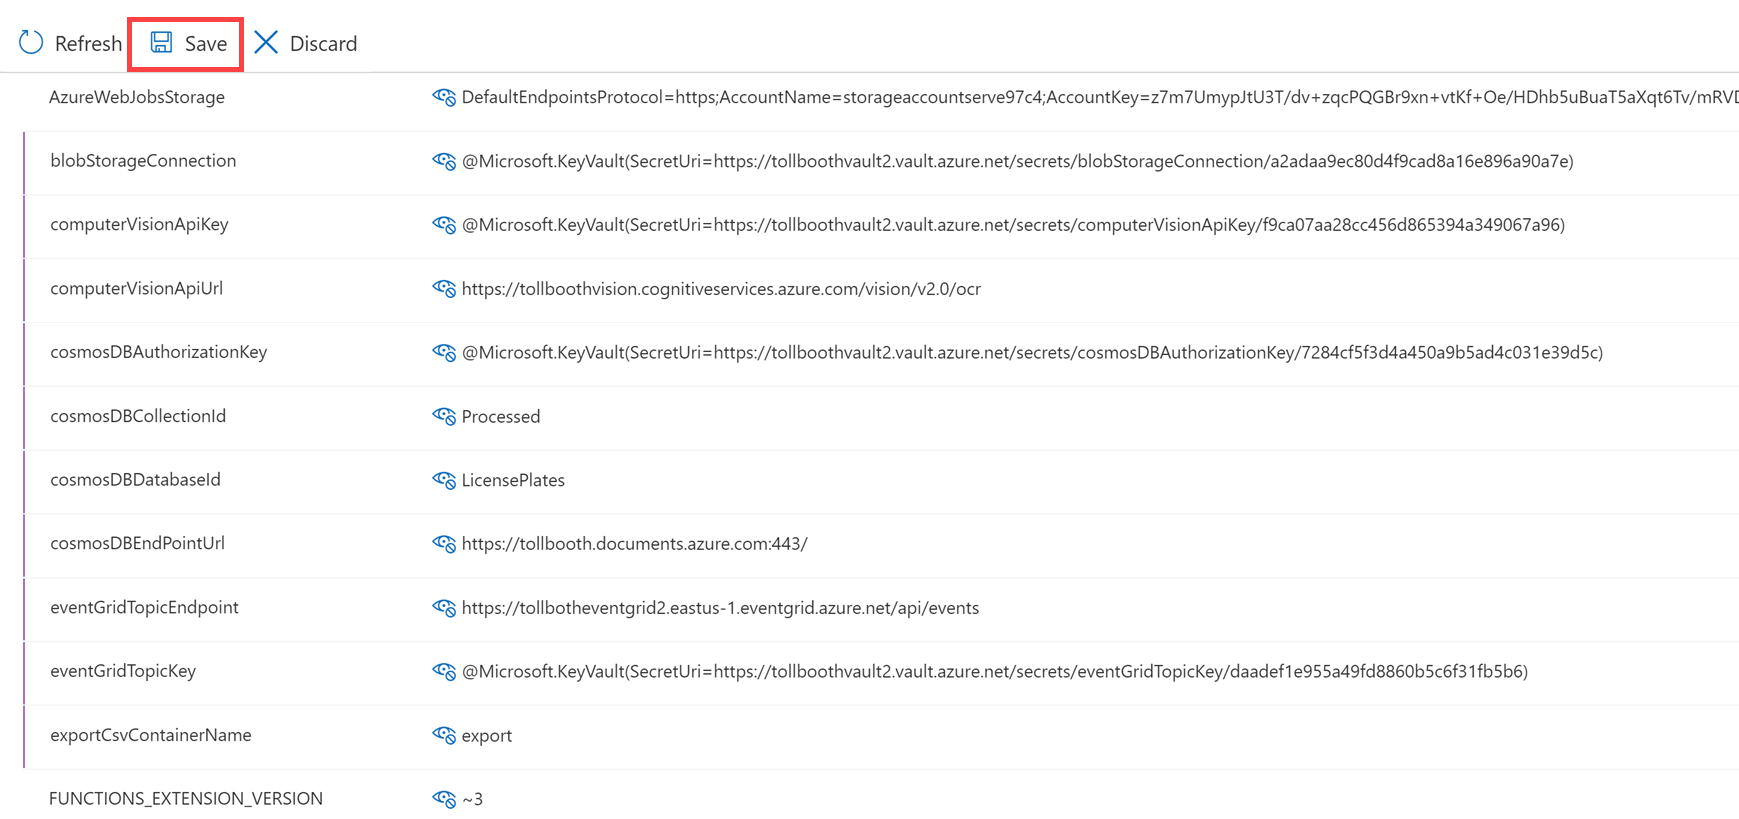 Refresh Save Discard
AzureWebJobsStorage DefaultEndpointsProtocol=https;AccountName=storageaccountserve97c4;AccountKey=z7m7UmypJtU3T/dv+zqcPQGBr9xn+vtKf+Oe/HDhb5uBuaT5aXqt6Tv/mRVD
blobStorageConnection @Microsoft.KeyVault(SecretUri=https://tollboothvault2.vault.azure.net/secrets/blobStorageConnection/a2adaa9ec80d4f9cad8a16e896a90a7e)
computerVisionApiKey @Microsoft.KeyVault(SecretUri=https://tollboothvault2.vault.azure.net/secrets/computerVisionApiKey/f9ca07aa28cc456d865394a349067a96)
computerVisionApiUrl https://tollboothvision.cognitiveservices.azure.com/vision/v2.0/ocr
cosmosDBAuthorizationKey @Microsoft.KeyVault(SecretUri=https://tollboothvault2.vault.azure.net/secrets/cosmosDBAuthorizationKey/7284cf5f3d4a450a9b5ad4c031e39d5c)
cosmosDBCollectionId Processed
cosmosDBDatabaseId LicensePlates
cosmosDBEndPointUrl https://tollbooth.documents.azure.com:443/
eventGridTopicEndpoint https://tollbotheventgrid2.eastus-1.eventgrid.azure.net/api/events
eventGridTopicKey @Microsoft.KeyVault(SecretUri=https://tollboothvault2.vault.azure.net/secrets/eventGridTopicKey/daadef1e955a49fd8860b5c6f31fb5b6)
exportCsvContainerName export
FUNCTIONS_EXTENSION_VERSION ~3